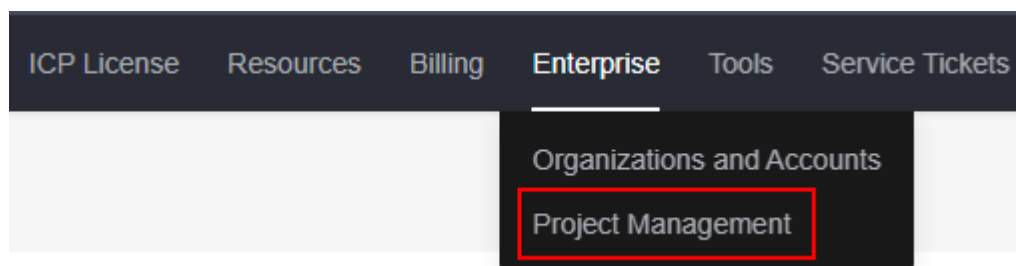 ICP License Resources Billing Enterprise Tools Service Tickets
Organizations and Accounts
Project Management